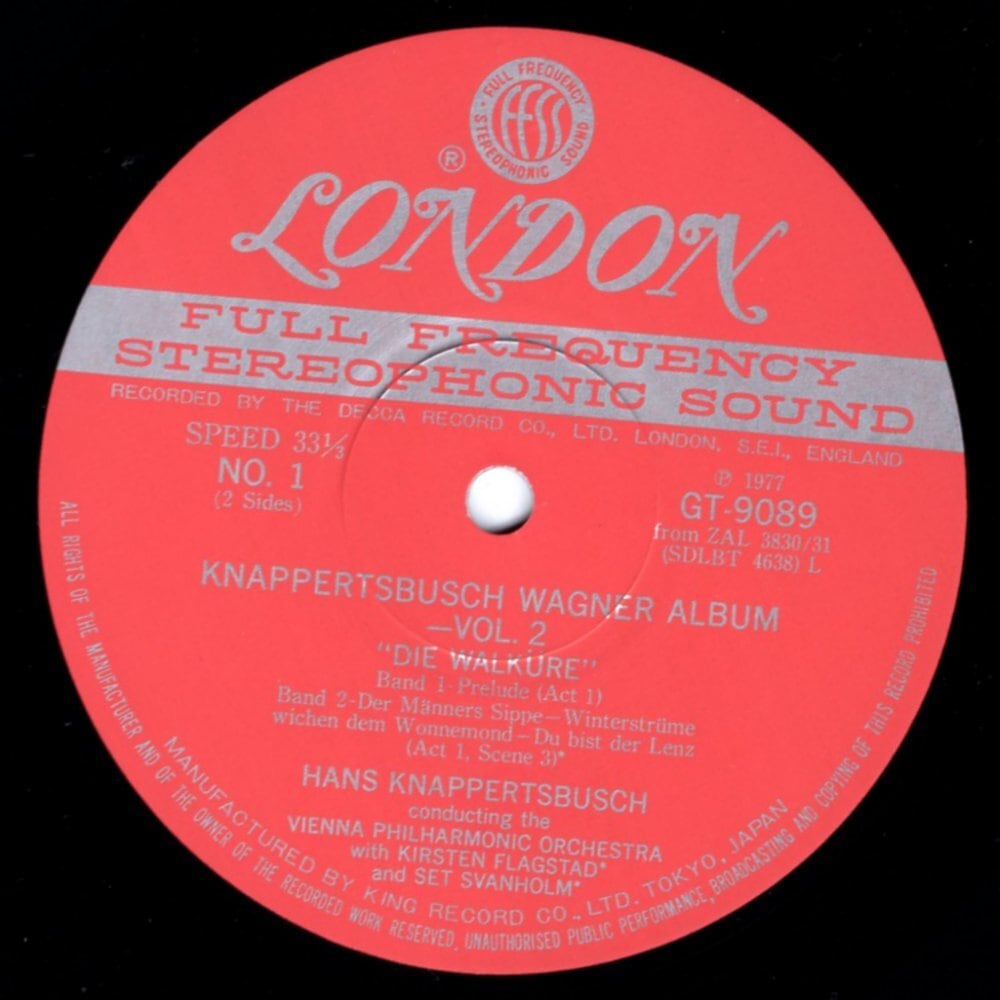 FULL FREQUENCY
STEREOPHONIC SOUND
FFSS
®
LONDON
FULL FREQUENCY
STEREOPHONIC SOUND
RECORDED BY THE DECCA RECORD CO., LTD. LONDON, S.E.I., ENGLAND
SPEED 33⅓
NO. 1
(2 Sides)
℗ 1977
GT-9089
from ZAL 3830/31
(SDLBT 4638) L
KNAPPERTSBUSCH WAGNER ALBUM
—VOL. 2
"DIE WALKÜRE"
Band 1-Prelude (Act 1)
Band 2-Der Männers Sippe—Winterstrüme
wichen dem Wonnemond—Du bist der Lenz
(Act 1, Scene 3)*
HANS KNAPPERTSBUSCH
conducting the
VIENNA PHILHARMONIC ORCHESTRA
with KIRSTEN FLAGSTAD*
and SET SVANHOLM*
MANUFACTURED BY KING RECORD CO., LTD. TOKYO, JAPAN
ALL RIGHTS OF THE MANUFACTURER AND OF THE OWNER OF THE RECORDED WORK RESERVED, UNAUTHORISED PUBLIC PERFORMANCE, BROADCASTING AND COPYING OF THIS RECORD PROHIBITED